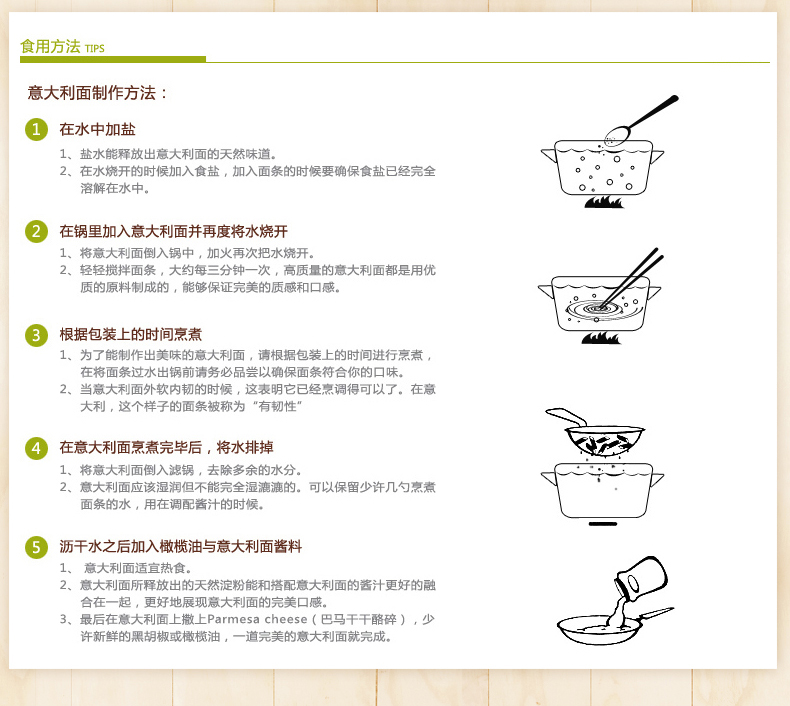 食用方法 TIPS
意大利面制作方法：
1 在水中加盐
1、盐水能释放出意大利面的天然味道。
2、在水烧开的时候加入食盐，加入面条的时候要确保食盐已经完全
溶解在水中。
2 在锅里加入意大利面并再度将水烧开
1、将意大利面倒入锅中，加火再次把水烧开。
2、轻轻搅拌面条，大约每三分钟一次，高质量的意大利面都是用优
质的原料制成的，能够保证完美的质感和口感。
3 根据包装上的时间烹煮
1、为了能制作出美味的意大利面，请根据包装上的时间进行烹煮，
在将面条过水出锅前请务必品尝以确保面条符合你的口味。
2、当意大利面外软内韧的时候，这表明它已经烹调得可以了。在意
大利，这个样子的面条被称为“有韧性”
4 在意大利面烹煮完毕后，将水排掉
1、将意大利面倒入滤锅，去除多余的水分。
2、意大利面应该湿润但不能完全湿漉漉的。可以保留少许几勺烹煮
面条的水，用在调配酱汁的时候。
5 沥干水之后加入橄榄油与意大利面酱料
1、 意大利面适宜热食。
2、意大利面所释放出的天然淀粉能和搭配意大利面的酱汁更好的融
合在一起，更好地展现意大利面的完美口感。
3、最后在意大利面上撒上Parmesa cheese（巴马干干酪碎），少
许新鲜的黑胡椒或橄榄油，一道完美的意大利面就完成。